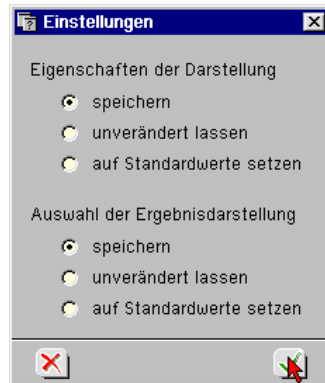 Einstellungen
Eigenschaften der Darstellung
speichern
unverändert lassen
auf Standardwerte setzen
Auswahl der Ergebnisdarstellung
speichern
unverändert lassen
auf Standardwerte setzen